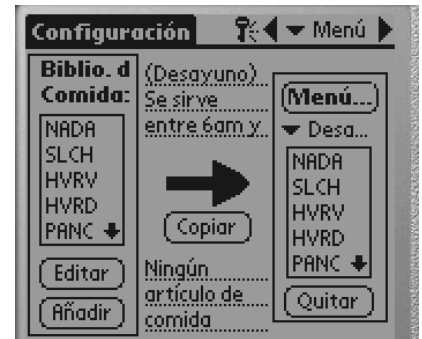 Configuración
Menú
Biblio. d
Comida:
NADA
SLCH
HVRV
HVRD
PANC
Editar
Añadir
(Desayuno)
Se sirve
entre 6am y
Copiar
Ningún
artículo de
comida
Menú...
Desa...
NADA
SLCH
HVRV
HVRD
PANC
Quitar